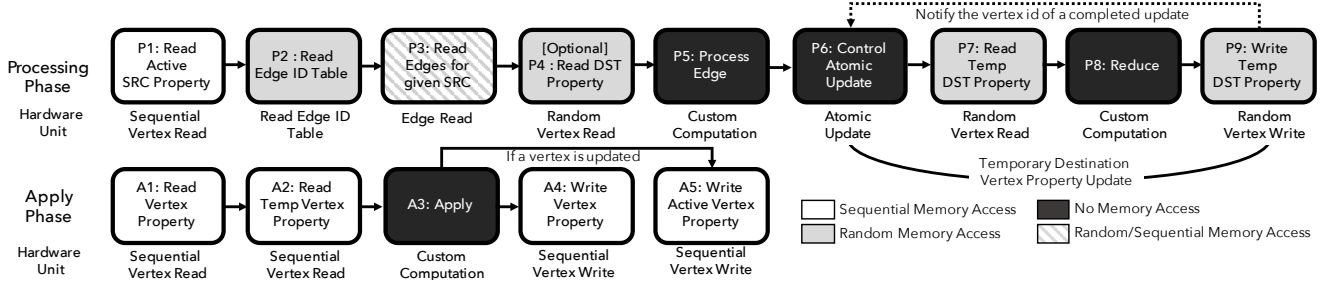 Notify the vertex id of a completed update
Processing
Phase
P1: Read
Active
SRC Property
P2 : Read
Edge ID Table
P3: Read
Edges for
given SRC
[Optional]
P4 : Read DST
Property
P5: Process
Edge
P6: Control
Atomic
Update
P7: Read
Temp
DST Property
P8: Reduce
P9: Write
Temp
DST Property
Hardware
Unit
Sequential
Vertex Read
Read Edge ID
Table
Edge Read
Random
Vertex Read
Custom
Computation
Atomic
Update
Random
Vertex Read
Custom
Computation
Random
Vertex Write
If a vertex is updated
Temporary Destination
Vertex Property Update
Apply
Phase
A1: Read
Vertex
Property
A2: Read
Temp Vertex
Property
A3: Apply
A4: Write
Vertex
Property
A5: Write
Active Vertex
Property
Hardware
Unit
Sequential
Vertex Read
Sequential
Vertex Read
Custom
Computation
Sequential
Vertex Write
Sequential
Vertex Write
Sequential Memory Access
No Memory Access
Random Memory Access
Random/Sequential Memory Access